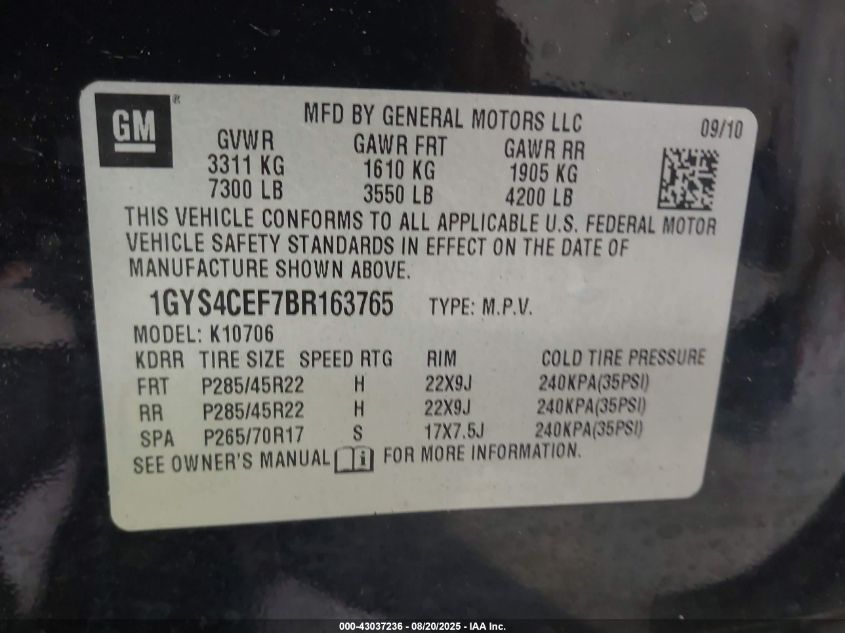 GM ®
MFD BY GENERAL MOTORS LLC
09/10
GVWR GAWR FRT GAWR RR
3311 KG 1610 KG 1905 KG
7300 LB 3550 LB 4200 LB
THIS VEHICLE CONFORMS TO ALL APPLICABLE U.S. FEDERAL MOTOR
VEHICLE SAFETY STANDARDS IN EFFECT ON THE DATE OF
MANUFACTURE SHOWN ABOVE.
1GYS4CEF7BR163765 TYPE: M.P.V.
MODEL: K10706
KDRR TIRE SIZE SPEED RTG RIM COLD TIRE PRESSURE
FRT P285/45R22 H 22X9J 240KPA(35PSI)
RR P285/45R22 H 22X9J 240KPA(35PSI)
SPA P265/70R17 S 17X7.5J 240KPA(35PSI)
SEE OWNER'S MANUAL i FOR MORE INFORMATION.
000-43037236 - 08/20/2025 - IAA Inc.